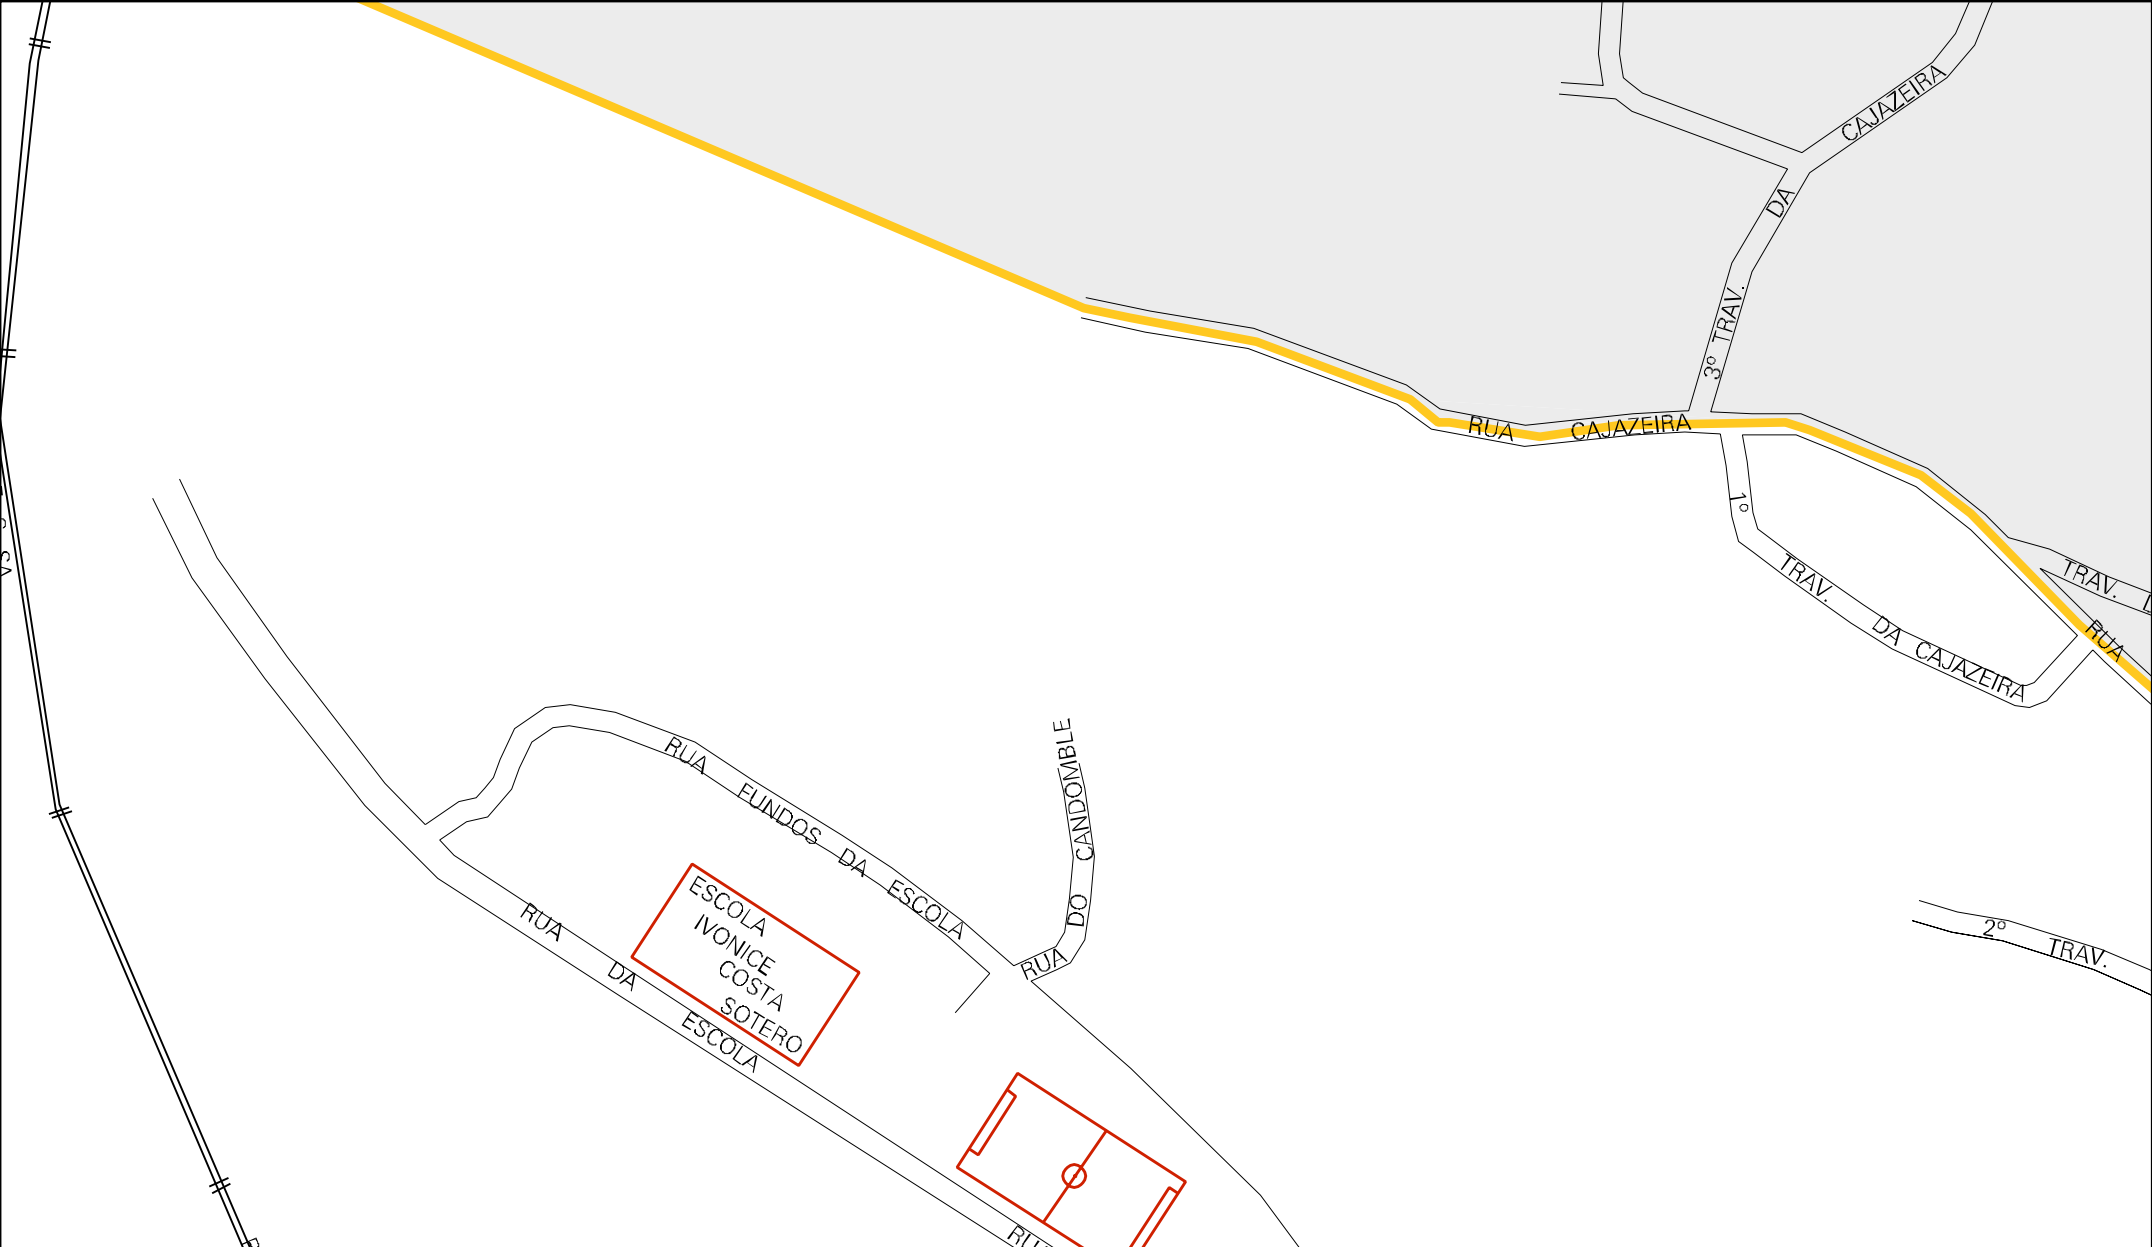 CAJAZEIRA
DA
3º TRAV.
RUA CAJAZEIRA
1º TRAV. DA CAJAZEIRA
TRAV.
RUA
RUA DO CANDOMBLE
RUA FUNDOS DA ESCOLA
ESCOLA
IVONICE
COSTA
SOTERO
RUA DA ESCOLA
2º TRAV.